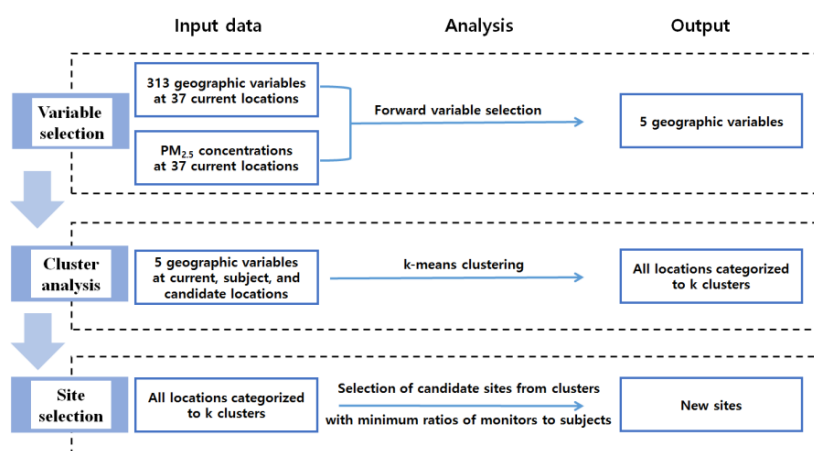 Input data
Analysis
Output
Variable
selection
313 geographic variables
at 37 current locations
PM2.5 concentrations
at 37 current locations
Forward variable selection
5 geographic variables
Cluster
analysis
5 geographic variables
at current, subject, and
candidate locations
k-means clustering
All locations categorized
to k clusters
Site
selection
All locations categorized
to k clusters
Selection of candidate sites from clusters
with minimum ratios of monitors to subjects
New sites